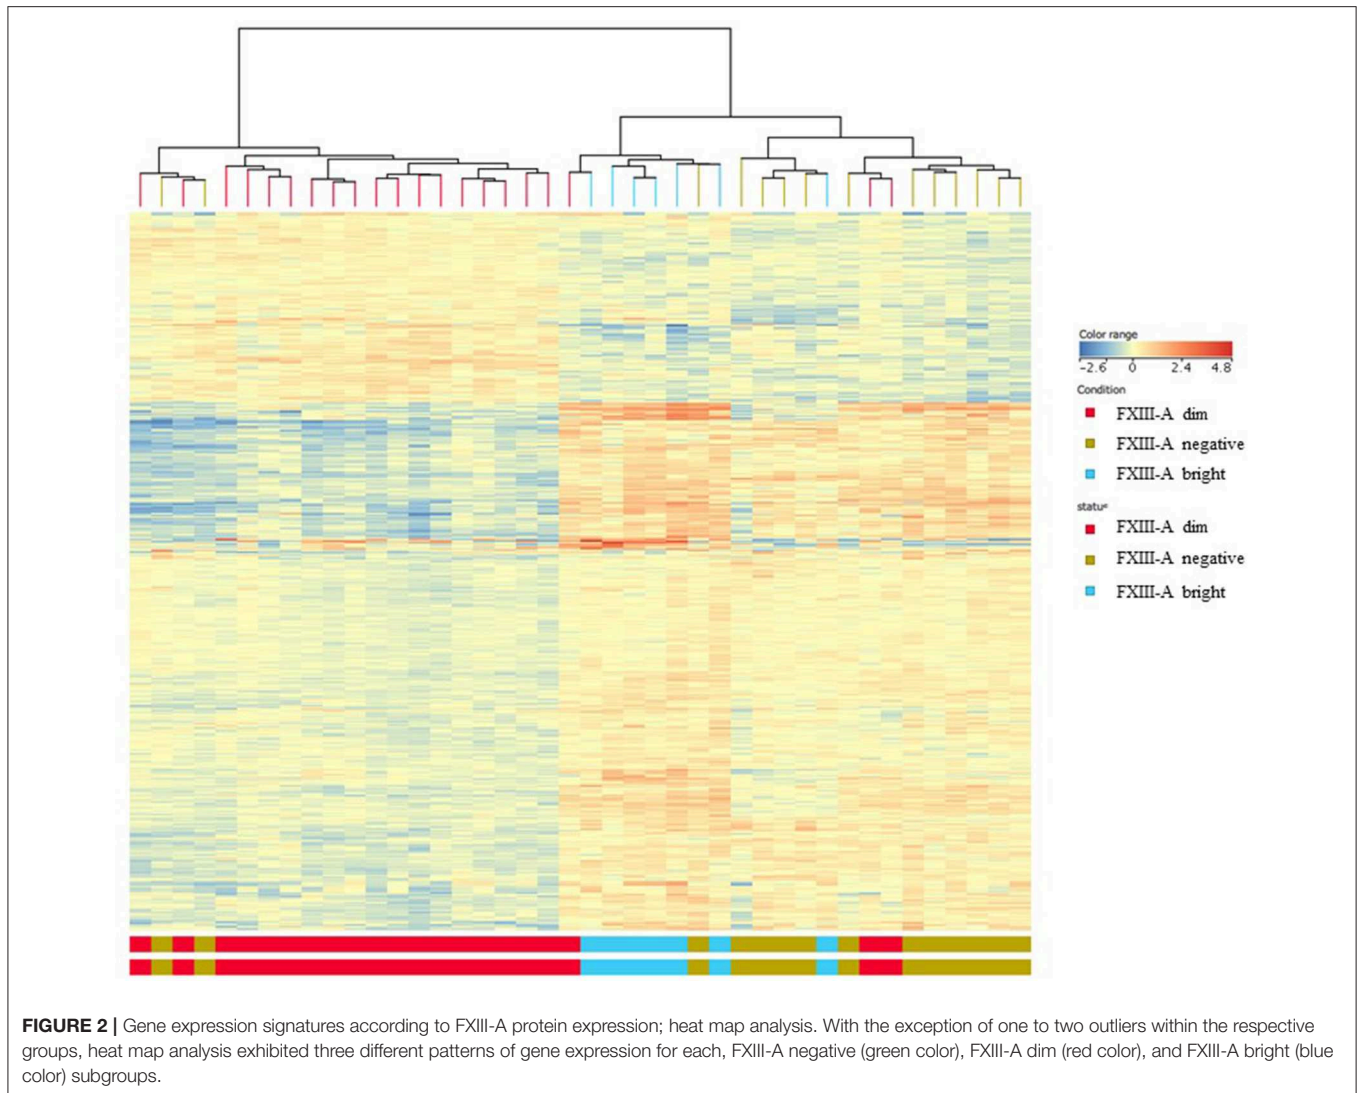 Color range
−2.6 0 2.4 4.8
Condition
FXIII-A dim
FXIII-A negative
FXIII-A bright
statu
FXIII-A dim
FXIII-A negative
FXIII-A bright
FIGURE 2 | Gene expression signatures according to FXIII-A protein expression; heat map analysis. With the exception of one to two outliers within the respective
groups, heat map analysis exhibited three different patterns of gene expression for each, FXIII-A negative (green color), FXIII-A dim (red color), and FXIII-A bright (blue
color) subgroups.